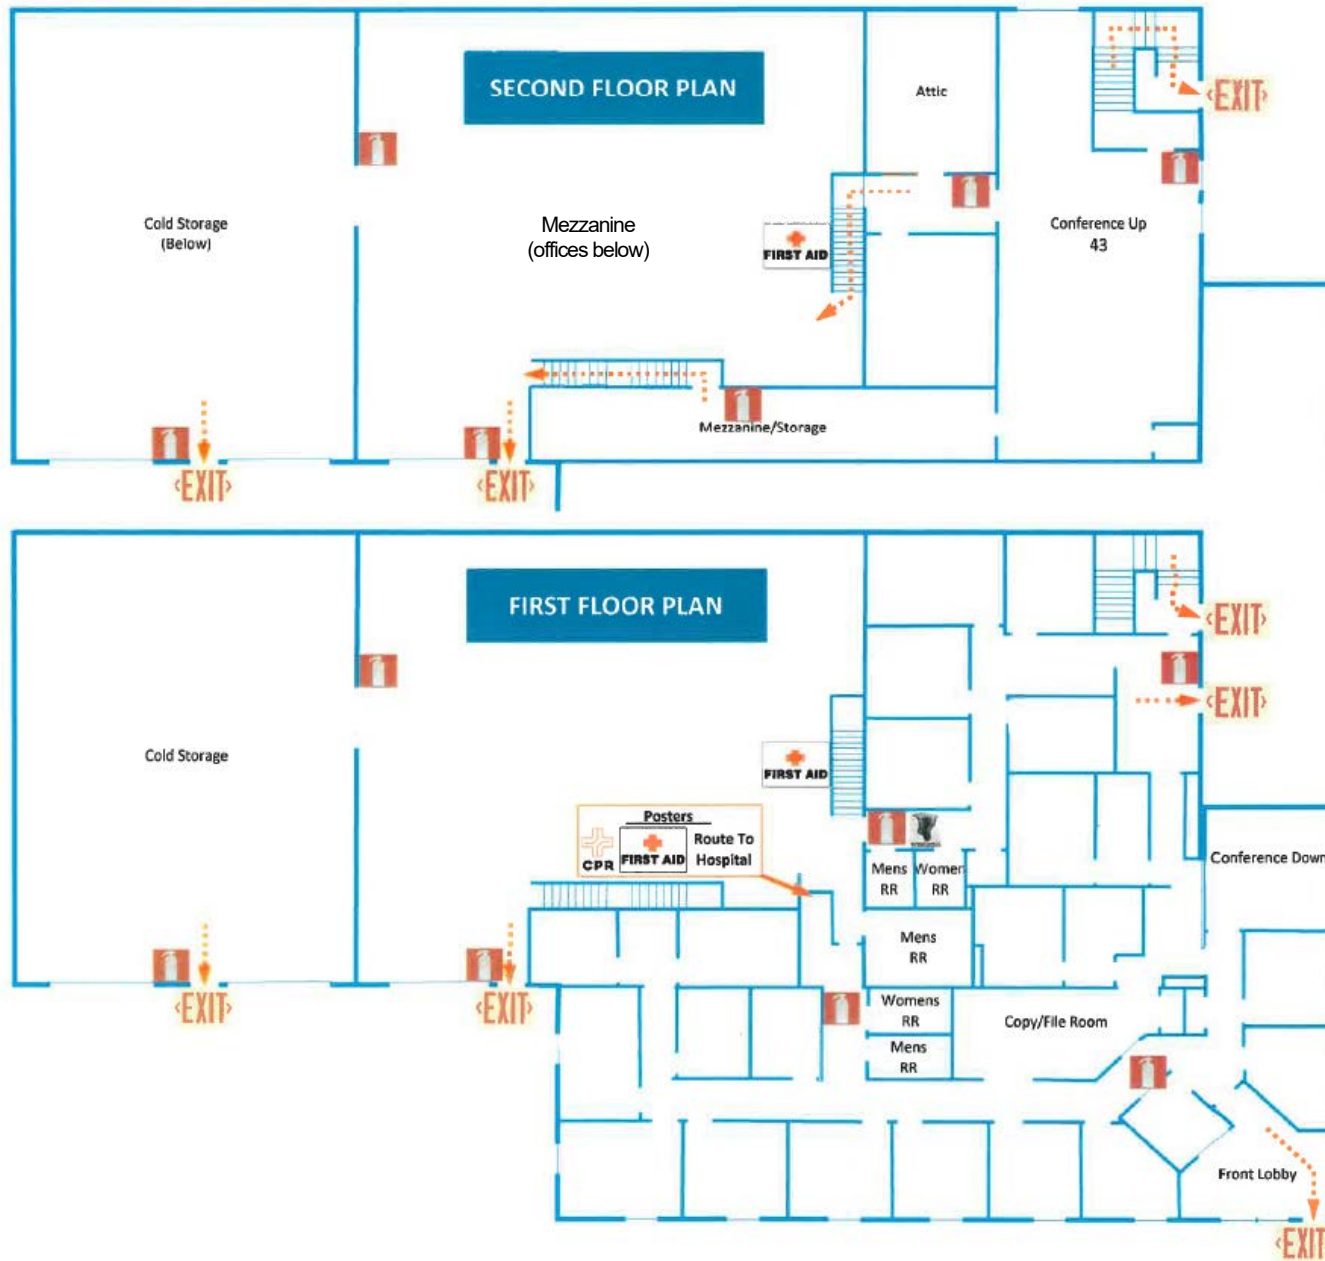 SECOND FLOOR PLAN
Attic
<EXIT>
Cold Storage
(Below)
Mezzanine
(offices below)
FIRST AID
Conference Up
43
Mezzanine/Storage
<EXIT>
<EXIT>
FIRST FLOOR PLAN
<EXIT>
<EXIT>
Cold Storage
FIRST AID
Posters
CPR
FIRST AID
Route To
Hospital
Mens
RR
Women
RR
Conference Down
Mens
RR
<EXIT>
<EXIT>
Womens
RR
Copy/File Room
Mens
RR
Front Lobby
<EXIT